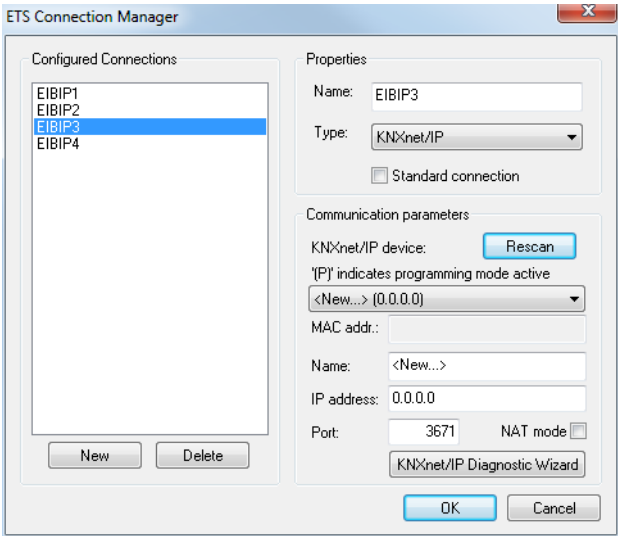 ETS Connection Manager
Configured Connections
EIBIP1
EIBIP2
EIBIP3
EIBIP4
New
Delete
Properties
Name: EIBIP3
Type: KNXnet/IP
Standard connection
Communication parameters
KNXnet/IP device: Rescan
'(P)' indicates programming mode active
<New...> (0.0.0.0)
MAC addr.:
Name: <New...>
IP address: 0.0.0.0
Port: 3671 NAT mode
KNXnet/IP Diagnostic Wizard
OK
Cancel